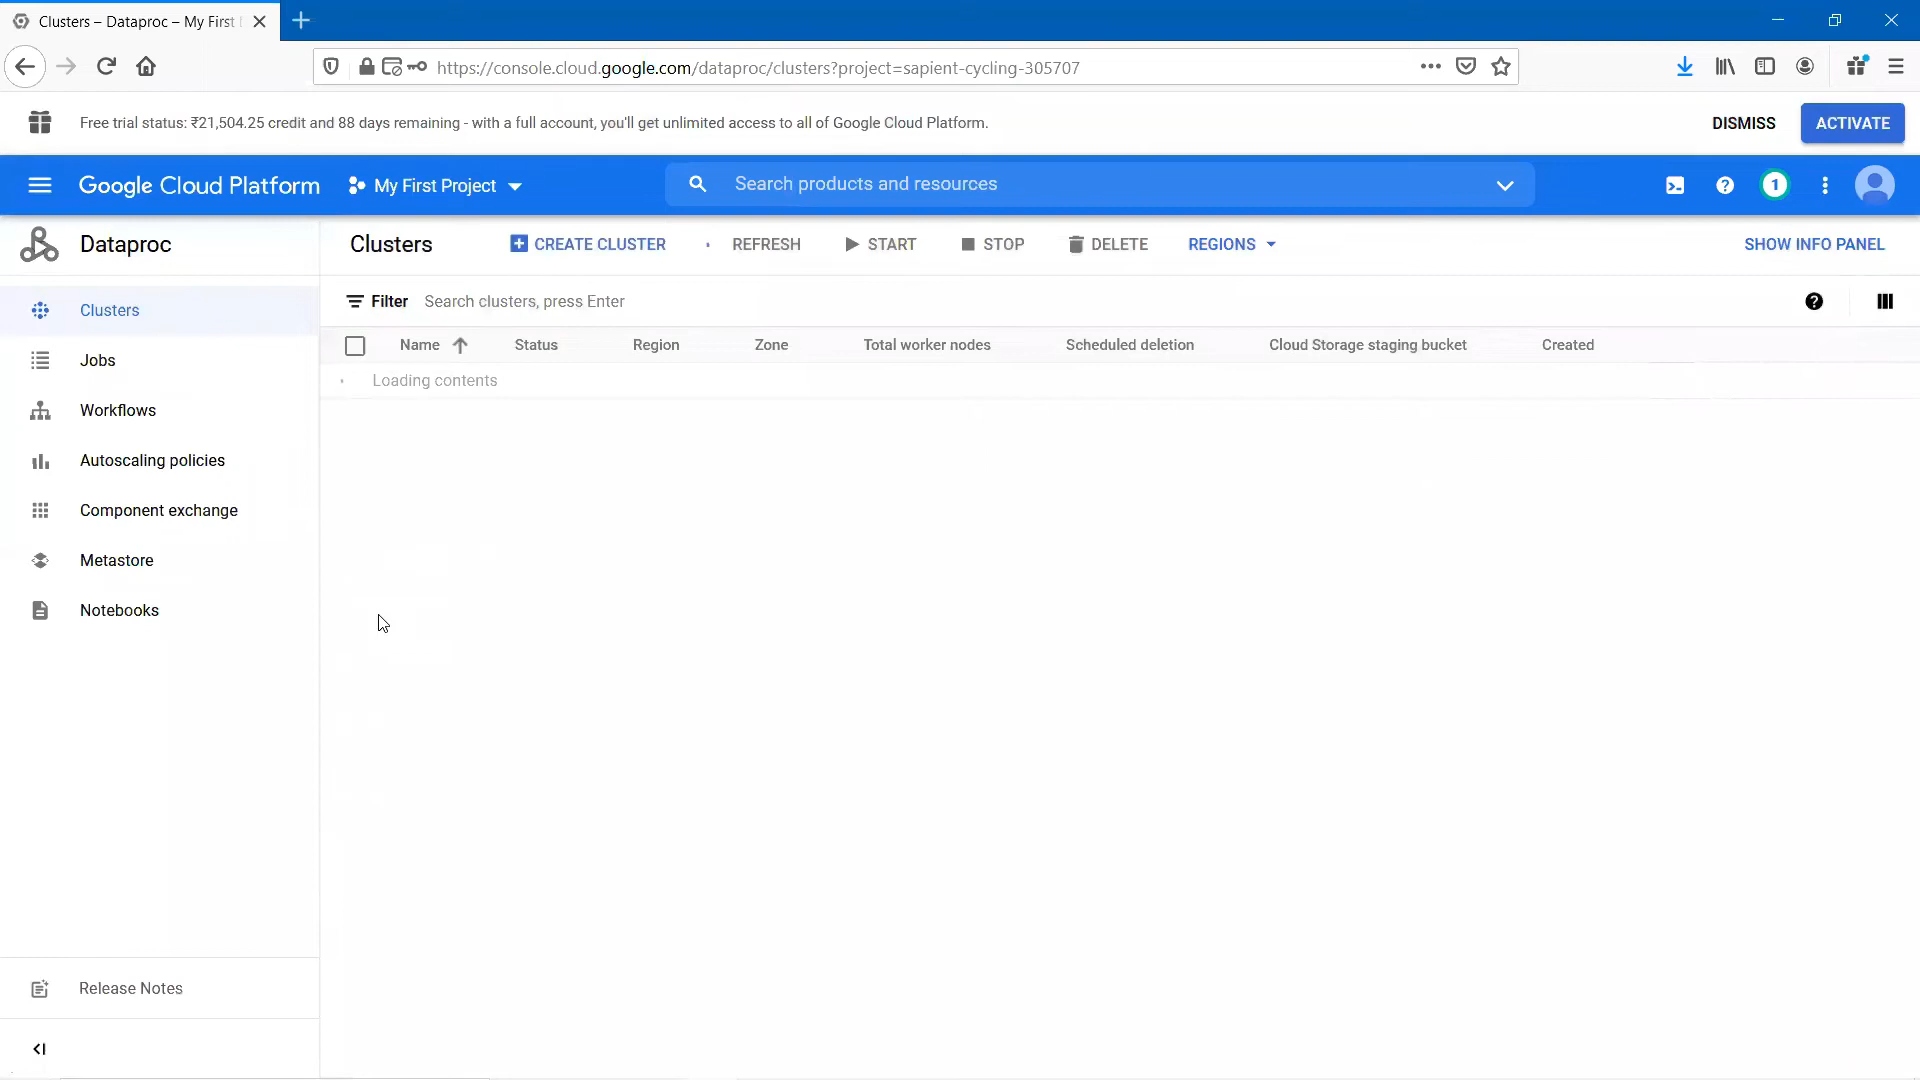 Clusters – Dataproc – My First
https://console.cloud.google.com/dataproc/clusters?project=sapient-cycling-305707
Free trial status: ₹21,504.25 credit and 88 days remaining - with a full account, you'll get unlimited access to all of Google Cloud Platform.
DISMISS
ACTIVATE
Google Cloud Platform
My First Project
Search products and resources
1
Dataproc
Clusters
CREATE CLUSTER
REFRESH
START
STOP
DELETE
REGIONS
SHOW INFO PANEL
Clusters
Jobs
Workflows
Autoscaling policies
Component exchange
Metastore
Notebooks
Filter
Search clusters, press Enter
Name
Status
Region
Zone
Total worker nodes
Scheduled deletion
Cloud Storage staging bucket
Created
Loading contents
Release Notes